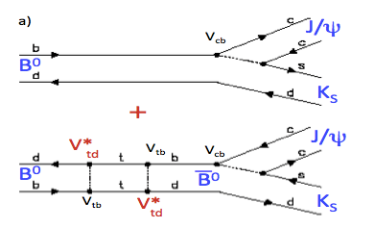 a)
c J/ψ
V_cb
b c
B⁰ s
d
d K_S
+
c J/ψ
V*_td V_tb V_cb
d t b c
B⁰ B̅⁰ s
b t d K_S
V_tb V*_td d